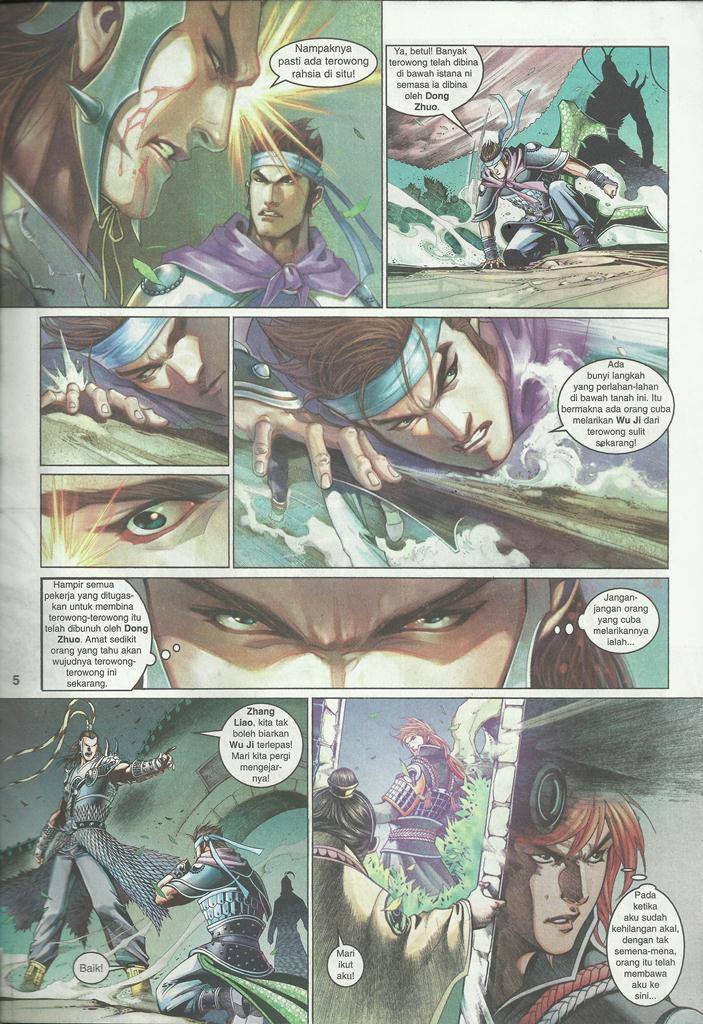 Nampaknya
pasti ada terowong
rahsia di situ!
Ya, betul! Banyak
terowong telah dibina
di bawah istana ni
semasa ia dibina
oleh Dong
Zhuo.
Ada
bunyi langkah
yang perlahan-lahan
di bawah tanah ini. Itu
bermakna ada orang cuba
melarikan Wu Ji dari
terowong sulit
sekarang!
Hampir semua
pekerja yang ditugas-
kan untuk membina
terowong-terowong itu
telah dibunuh oleh Dong
Zhuo. Amat sedikit
orang yang tahu akan
wujudnya terowong-
terowong ini
sekarang.
Jangan-
jangan orang
yang cuba
melarikannya
ialah...
5
Zhang
Liao, kita tak
boleh biarkan
Wu Ji terlepas!
Mari kita pergi
mengejar-
nya!
Baik!
Mari
ikut
aku!
Pada
ketika
aku sudah
kehilangan akal,
dengan tak
semena-mena,
orang itu telah
membawa
aku ke
sini...